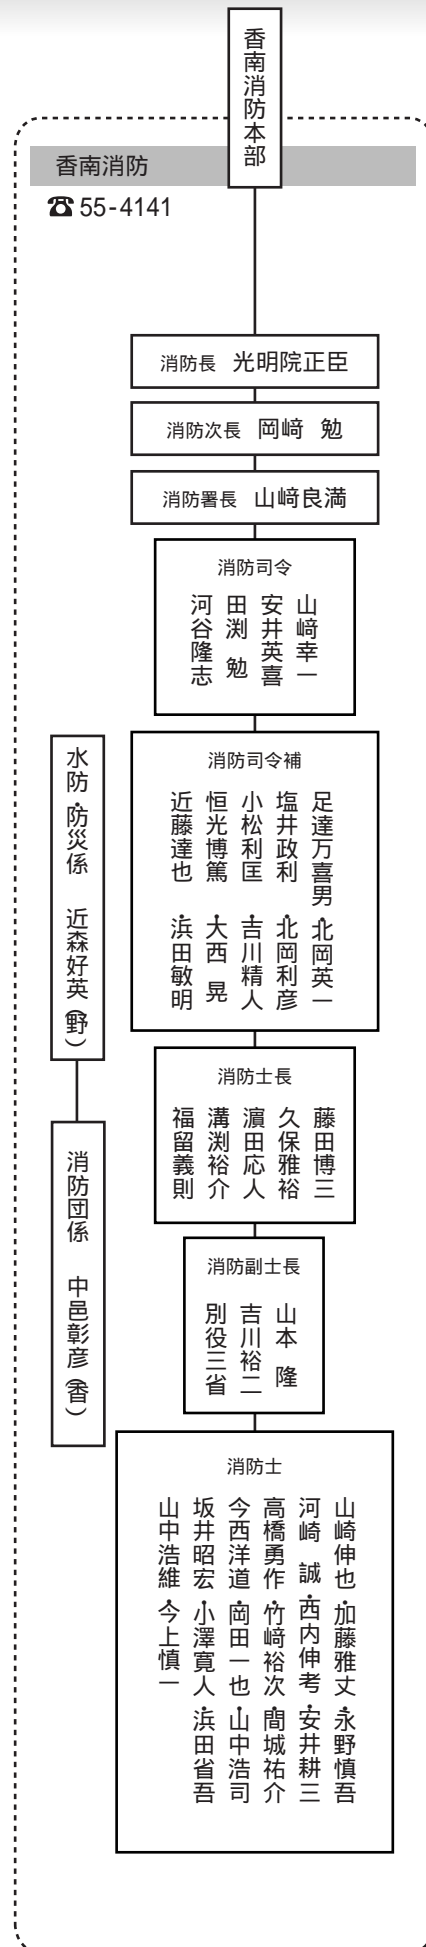 香南消防本部
香南消防
☎55-4141
消防長 光明院正臣
消防次長 岡﨑 勉
消防署長 山﨑良満
消防司令
山﨑幸一
安井英喜
田渕 勉
河谷隆志
消防司令補
足達万喜男・北岡英一
塩井政利・北岡利彦
小松利匡・吉川精人
恒光博篤・大西 晃
近藤達也・浜田敏明
水防・防災係 近森好英(野)
消防団係 中邑彰彦(香)
消防士長
藤田博三
久保雅裕
濵田応人
溝渕裕介
福留義則
消防副士長
山本 隆
吉川裕二
別役三省
消防士
山崎伸也・加藤雅丈・永野慎吾
河崎 誠・西内伸考・安井耕三
高橋勇作・竹﨑裕次・間城祐介
今西洋道・岡田一也・山中浩司
坂井昭宏・小澤寛人・浜田省吾
山中浩維・今上慎一